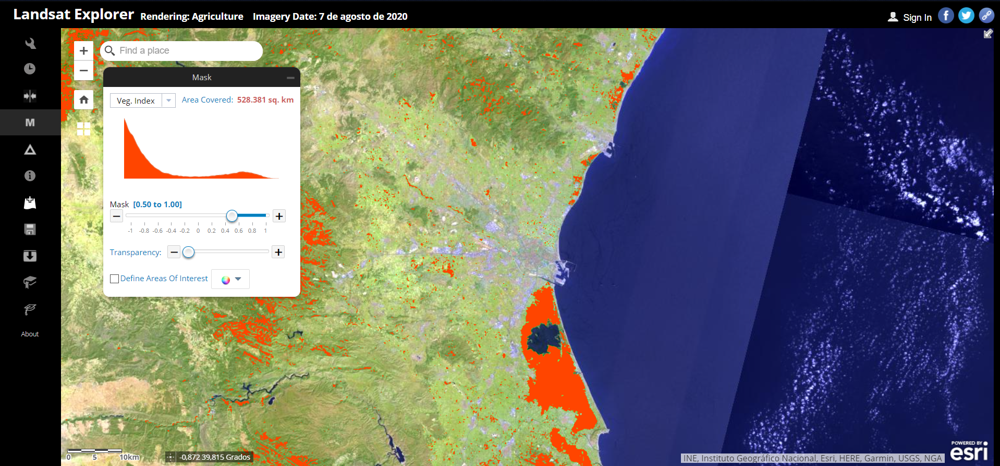 Landsat Explorer Rendering: Agriculture Imagery Date: 7 de agosto de 2020
Sign In
Find a place
Mask
Veg. Index Area Covered: 528.381 sq. km
M
Mask [0.50 to 1.00]
-1 -0.8 -0.6 -0.4 -0.2 0 0.2 0.4 0.6 0.8 1
Transparency:
Define Areas Of Interest
About
0 5 10km
-0,872 39,815 Grados
POWERED BY
esri
INE, Instituto Geográfico Nacional, Esri, HERE, Garmin, USGS, NGA